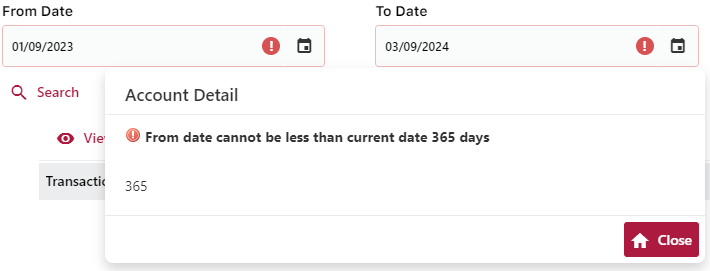 From Date
To Date
01/09/2023
03/09/2024
Search
Account Detail
From date cannot be less than current date 365 days
365
Close